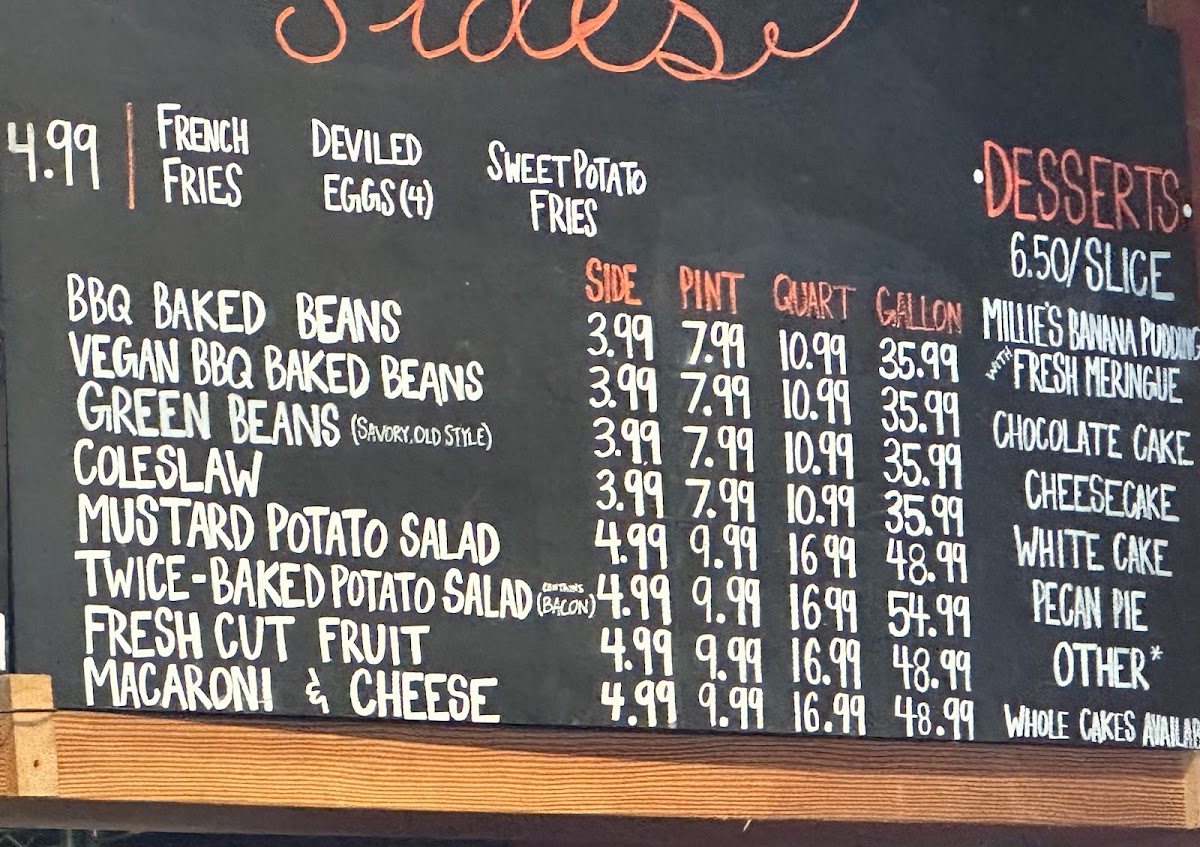 Sides
4.99 | FRENCH FRIES DEVILED EGGS (4) SWEET POTATO FRIES
SIDE PINT QUART GALLON
BBQ BAKED BEANS 3.99 7.99 10.99 35.99
VEGAN BBQ BAKED BEANS 3.99 7.99 10.99 35.99
GREEN BEANS (SAVORY, OLD STYLE) 3.99 7.99 10.99 35.99
COLESLAW 3.99 7.99 10.99 35.99
MUSTARD POTATO SALAD 4.99 9.99 16.99 48.99
TWICE-BAKED POTATO SALAD (CONTAINS BACON) 4.99 9.99 16.99 54.99
FRESH CUT FRUIT 4.99 9.99 16.99 48.99
MACARONI & CHEESE 4.99 9.99 16.99 48.99
• DESSERTS •
6.50/SLICE
MILLIE'S BANANA PUDDING
WITH FRESH MERINGUE
CHOCOLATE CAKE
CHEESECAKE
WHITE CAKE
PECAN PIE
OTHER*
WHOLE CAKES